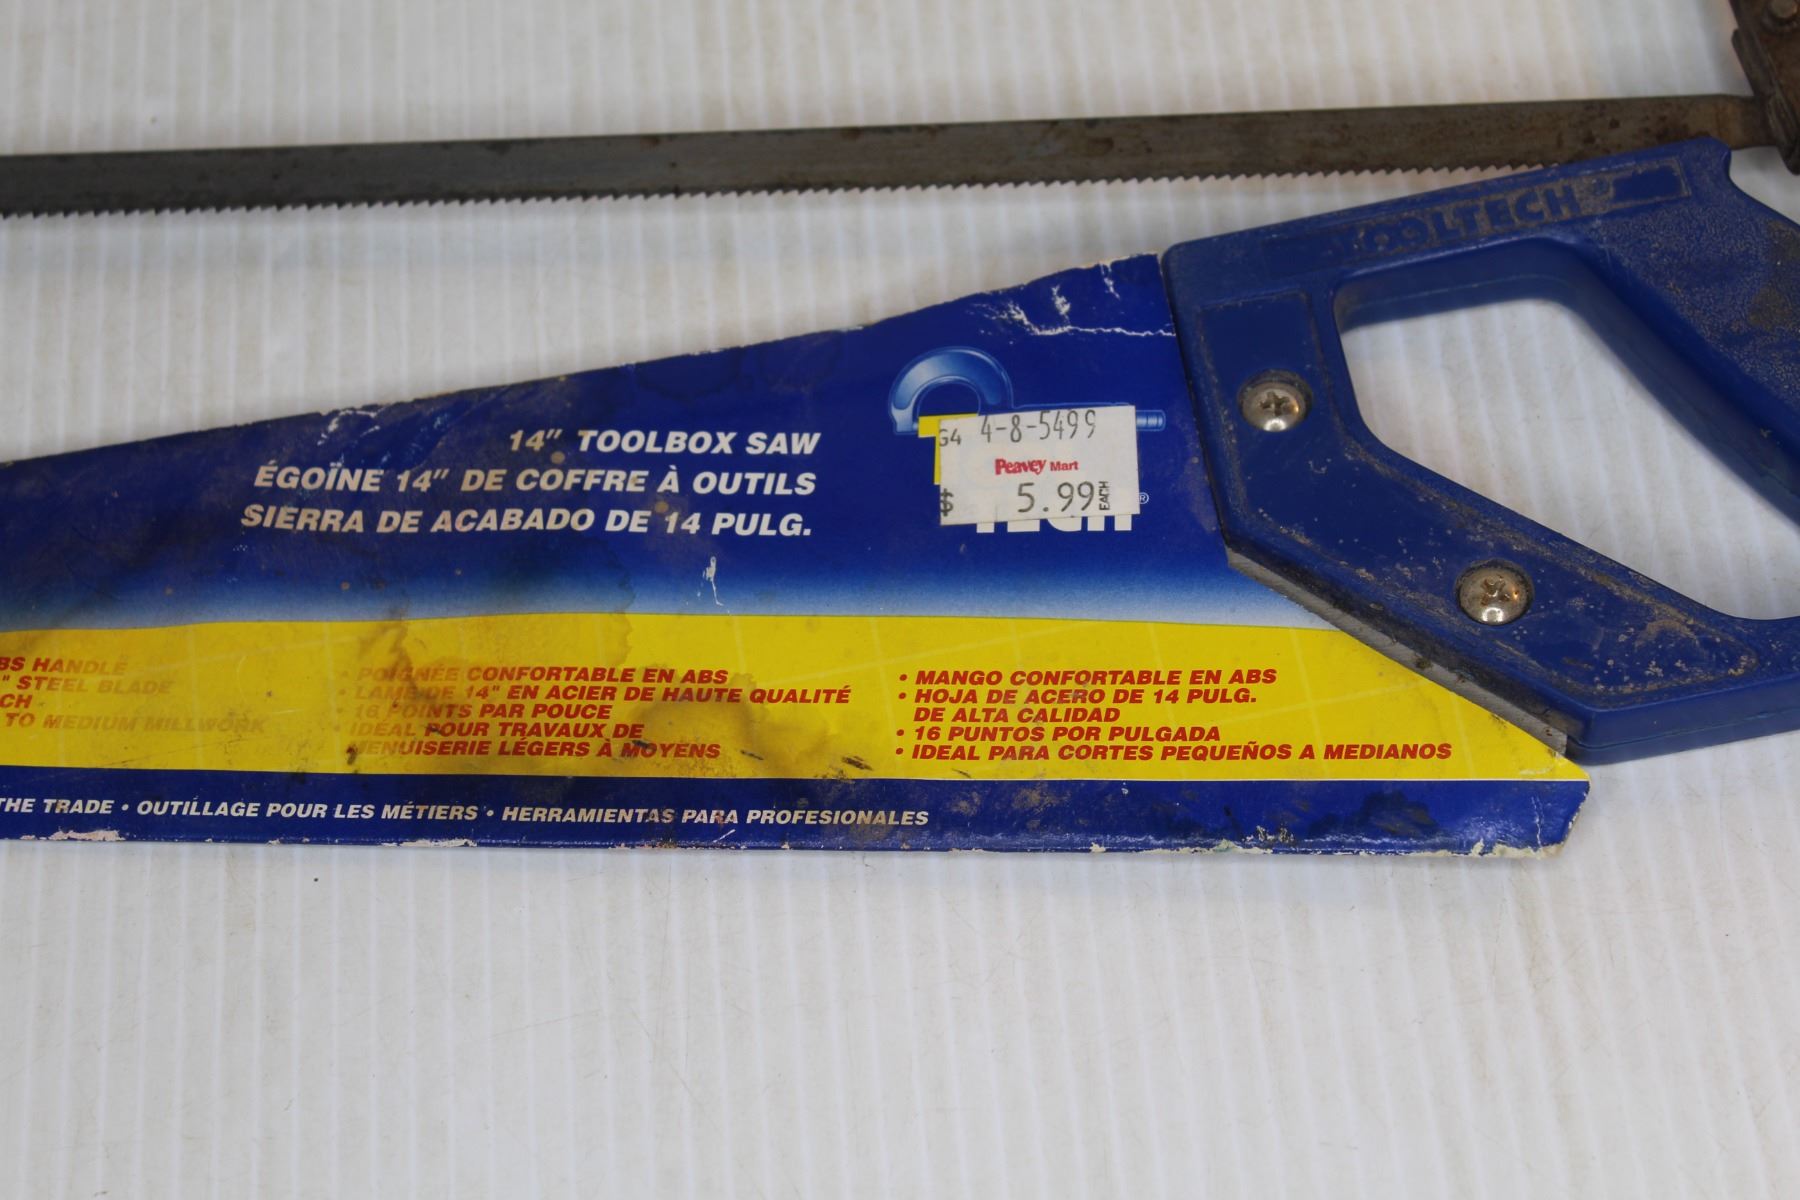 TOOLTECH
14" TOOLBOX SAW
ÉGOÏNE 14" DE COFFRE À OUTILS
SIERRA DE ACABADO DE 14 PULG.
G4 4-8-5499
Peavey Mart
$ 5.99 EACH
TECH ®
BS HANDLE
" STEEL BLADE
CH
TO MEDIUM MILLWORK
• POIGNÉE CONFORTABLE EN ABS
• LAME DE 14" EN ACIER DE HAUTE QUALITÉ
• 16 POINTS PAR POUCE
• IDÉAL POUR TRAVAUX DE
MENUISERIE LÉGERS À MOYENS
• MANGO CONFORTABLE EN ABS
• HOJA DE ACERO DE 14 PULG.
DE ALTA CALIDAD
• 16 PUNTOS POR PULGADA
• IDEAL PARA CORTES PEQUEÑOS A MEDIANOS
THE TRADE • OUTILLAGE POUR LES MÉTIERS • HERRAMIENTAS PARA PROFESIONALES